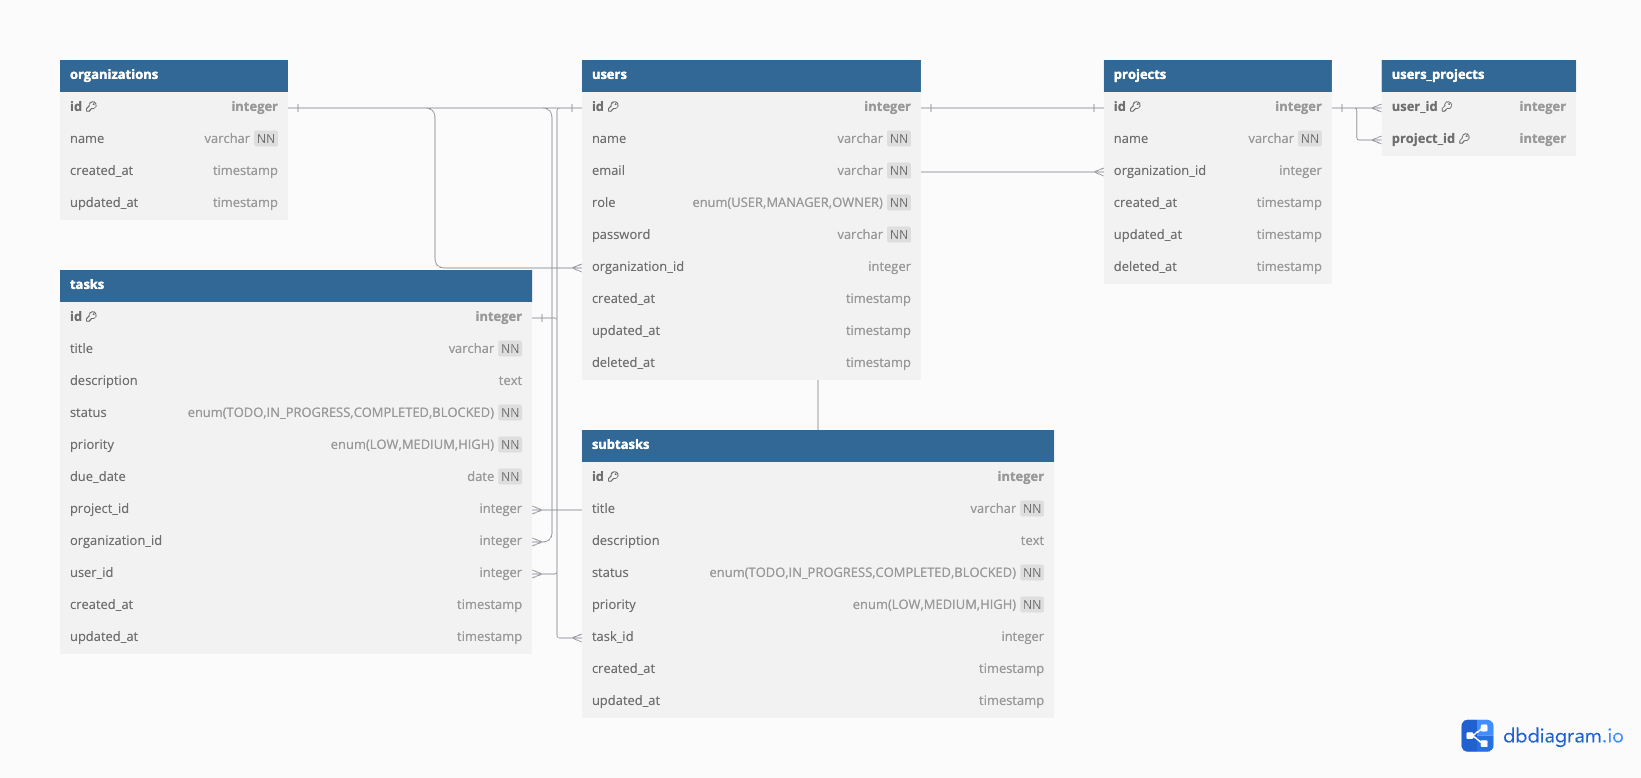 organizations
id integer
name varchar NN
created_at timestamp
updated_at timestamp
users
id integer
name varchar NN
email varchar NN
role enum(USER,MANAGER,OWNER) NN
password varchar NN
organization_id integer
created_at timestamp
updated_at timestamp
deleted_at timestamp
projects
id integer
name varchar NN
organization_id integer
created_at timestamp
updated_at timestamp
deleted_at timestamp
users_projects
user_id integer
project_id integer
tasks
id integer
title varchar NN
description text
status enum(TODO,IN_PROGRESS,COMPLETED,BLOCKED) NN
priority enum(LOW,MEDIUM,HIGH) NN
due_date date NN
project_id integer
organization_id integer
user_id integer
created_at timestamp
updated_at timestamp
subtasks
id integer
title varchar NN
description text
status enum(TODO,IN_PROGRESS,COMPLETED,BLOCKED) NN
priority enum(LOW,MEDIUM,HIGH) NN
task_id integer
created_at timestamp
updated_at timestamp
dbdiagram.io